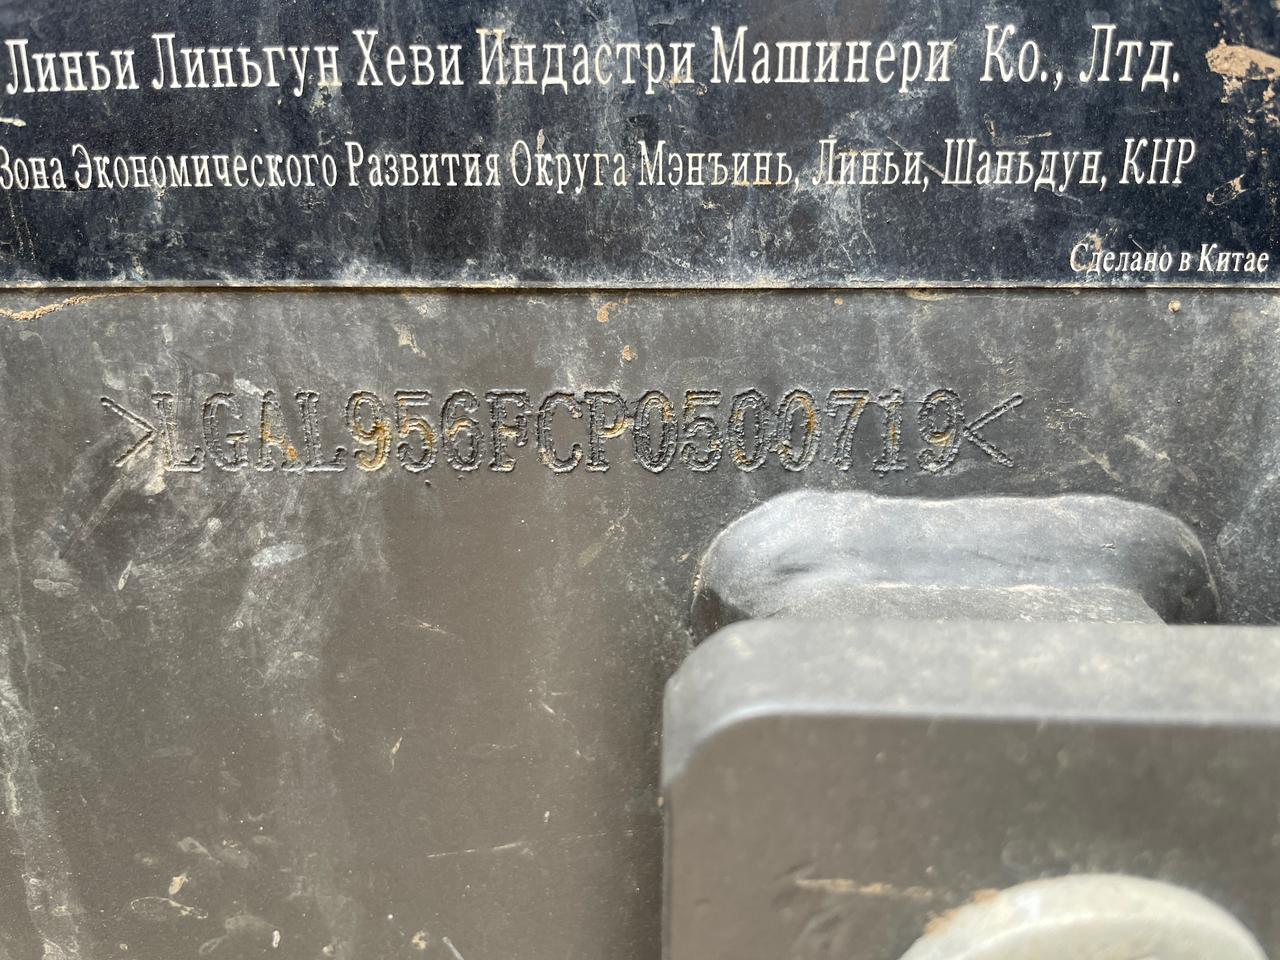 Линьи Линьгун Хеви Индастри Машинери Ко., Лтд.
Зона Экономического Развития Округа Мэнъинь, Линьи, Шаньдун, КНР
Сделано в Китае
>LGAL956FCP0500719<